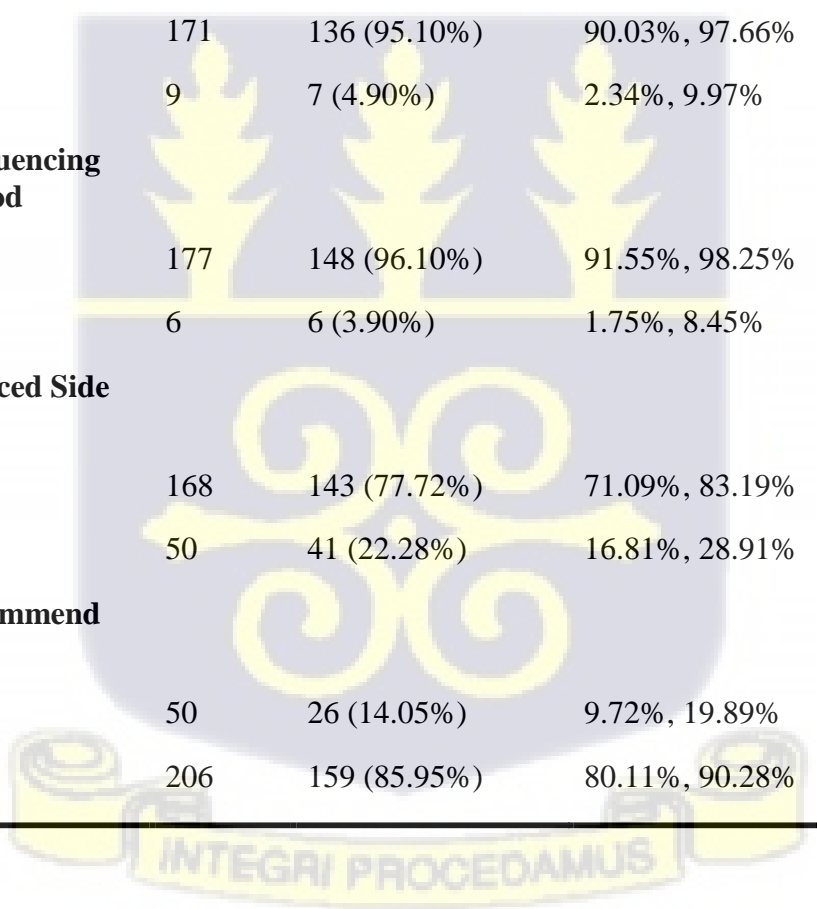 171 136 (95.10%) 90.03%, 97.66%
9 7 (4.90%) 2.34%, 9.97%
uencing
od
177 148 (96.10%) 91.55%, 98.25%
6 6 (3.90%) 1.75%, 8.45%
ced Side
168 143 (77.72%) 71.09%, 83.19%
50 41 (22.28%) 16.81%, 28.91%
ommend
50 26 (14.05%) 9.72%, 19.89%
206 159 (85.95%) 80.11%, 90.28%
INTEGRI PROCEDAMUS